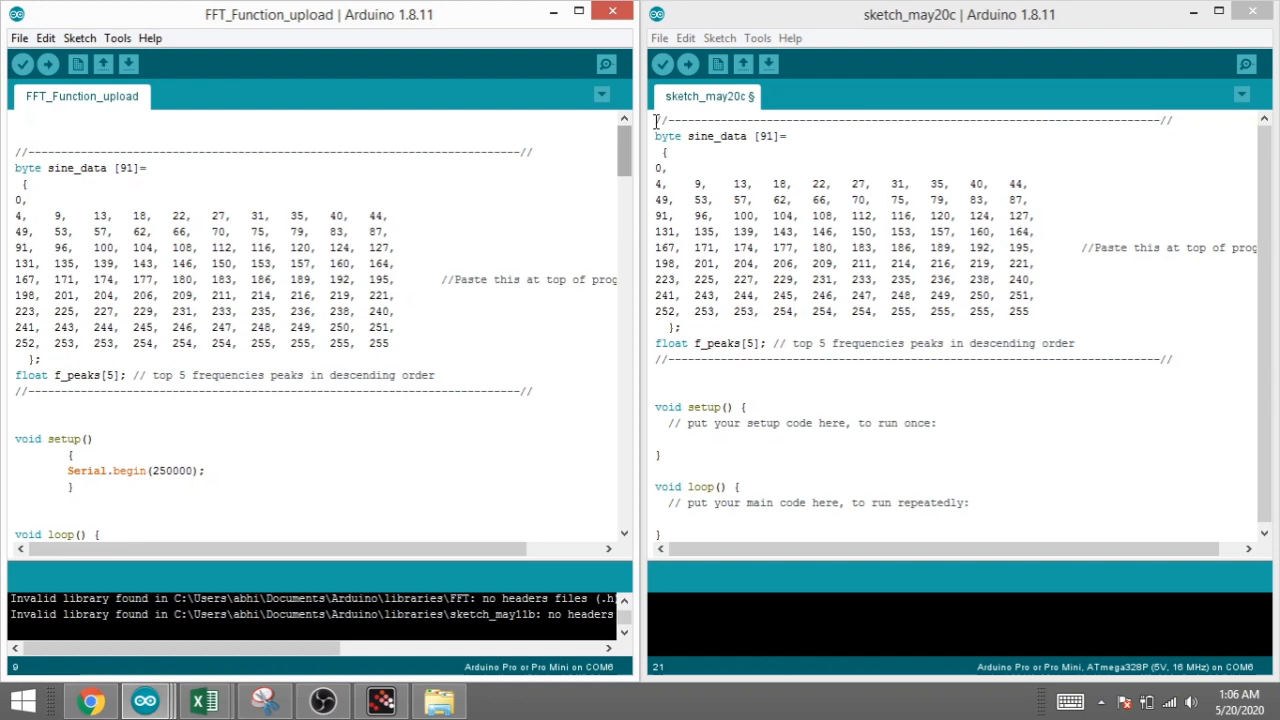 FFT_Function_upload | Arduino 1.8.11
File Edit Sketch Tools Help
FFT_Function_upload
//---------------------------------------------------------------------------//
byte sine_data [91]=
{
0,
4, 9, 13, 18, 22, 27, 31, 35, 40, 44,
49, 53, 57, 62, 66, 70, 75, 79, 83, 87,
91, 96, 100, 104, 108, 112, 116, 120, 124, 127,
131, 135, 139, 143, 146, 150, 153, 157, 160, 164,
167, 171, 174, 177, 180, 183, 186, 189, 192, 195, //Paste this at top of prog
198, 201, 204, 206, 209, 211, 214, 216, 219, 221,
223, 225, 227, 229, 231, 233, 235, 236, 238, 240,
241, 243, 244, 245, 246, 247, 248, 249, 250, 251,
252, 253, 253, 254, 254, 254, 255, 255, 255, 255
};
float f_peaks[5]; // top 5 frequencies peaks in descending order
//---------------------------------------------------------------------------//
void setup()
{
Serial.begin(250000);
}
void loop() {
Invalid library found in C:\Users\abhi\Documents\Arduino\libraries\FFT: no headers files (.h)
Invalid library found in C:\Users\abhi\Documents\Arduino\libraries\sketch_may11b: no headers
9
Arduino Pro or Pro Mini on COM6
sketch_may20c | Arduino 1.8.11
File Edit Sketch Tools Help
sketch_may20c §
//---------------------------------------------------------------------------//
byte sine_data [91]=
{
0,
4, 9, 13, 18, 22, 27, 31, 35, 40, 44,
49, 53, 57, 62, 66, 70, 75, 79, 83, 87,
91, 96, 100, 104, 108, 112, 116, 120, 124, 127,
131, 135, 139, 143, 146, 150, 153, 157, 160, 164,
167, 171, 174, 177, 180, 183, 186, 189, 192, 195, //Paste this at top of prog
198, 201, 204, 206, 209, 211, 214, 216, 219, 221,
223, 225, 227, 229, 231, 233, 235, 236, 238, 240,
241, 243, 244, 245, 246, 247, 248, 249, 250, 251,
252, 253, 253, 254, 254, 254, 255, 255, 255, 255
};
float f_peaks[5]; // top 5 frequencies peaks in descending order
//---------------------------------------------------------------------------//
void setup() {
// put your setup code here, to run once:
}
void loop() {
// put your main code here, to run repeatedly:
}
21
Arduino Pro or Pro Mini, ATmega328P (5V, 16 MHz) on COM6
1:06 AM
5/20/2020